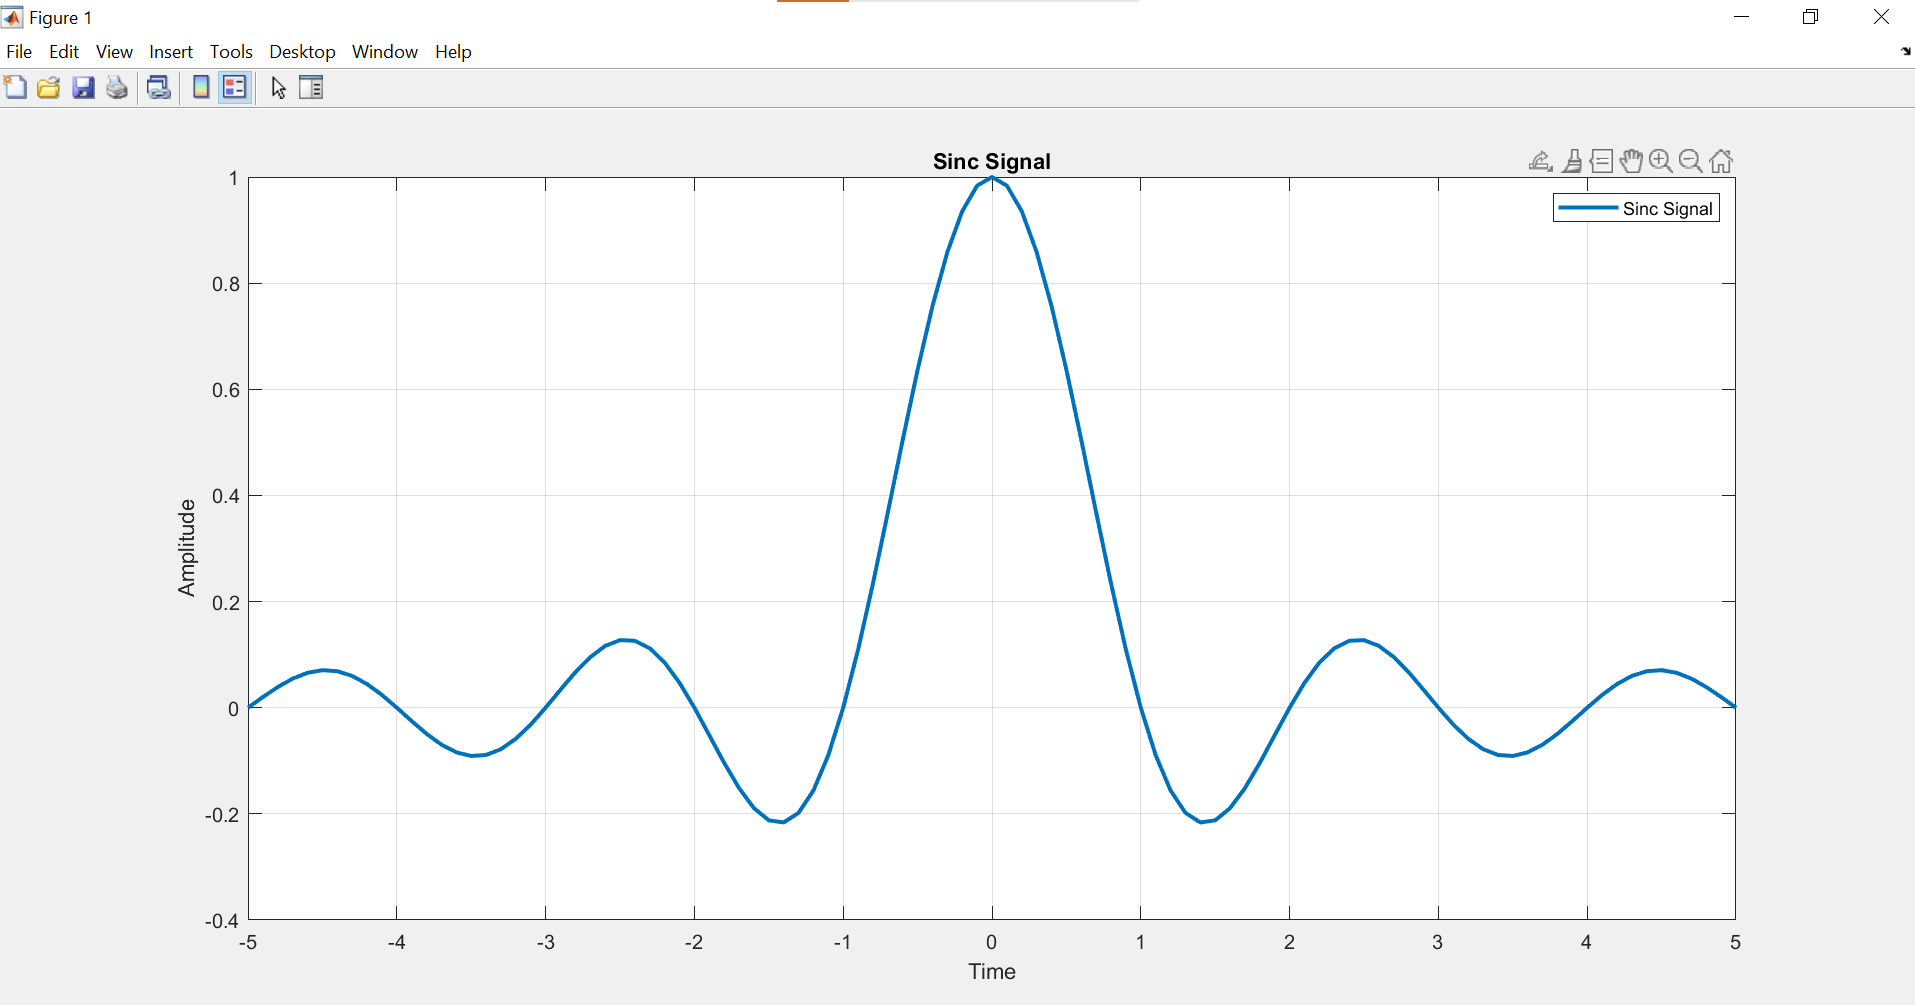 Figure 1
File Edit View Insert Tools Desktop Window Help
Sinc Signal
Sinc Signal
1
0.8
0.6
0.4
0.2
0
-0.2
-0.4
Amplitude
-5 -4 -3 -2 -1 0 1 2 3 4 5
Time